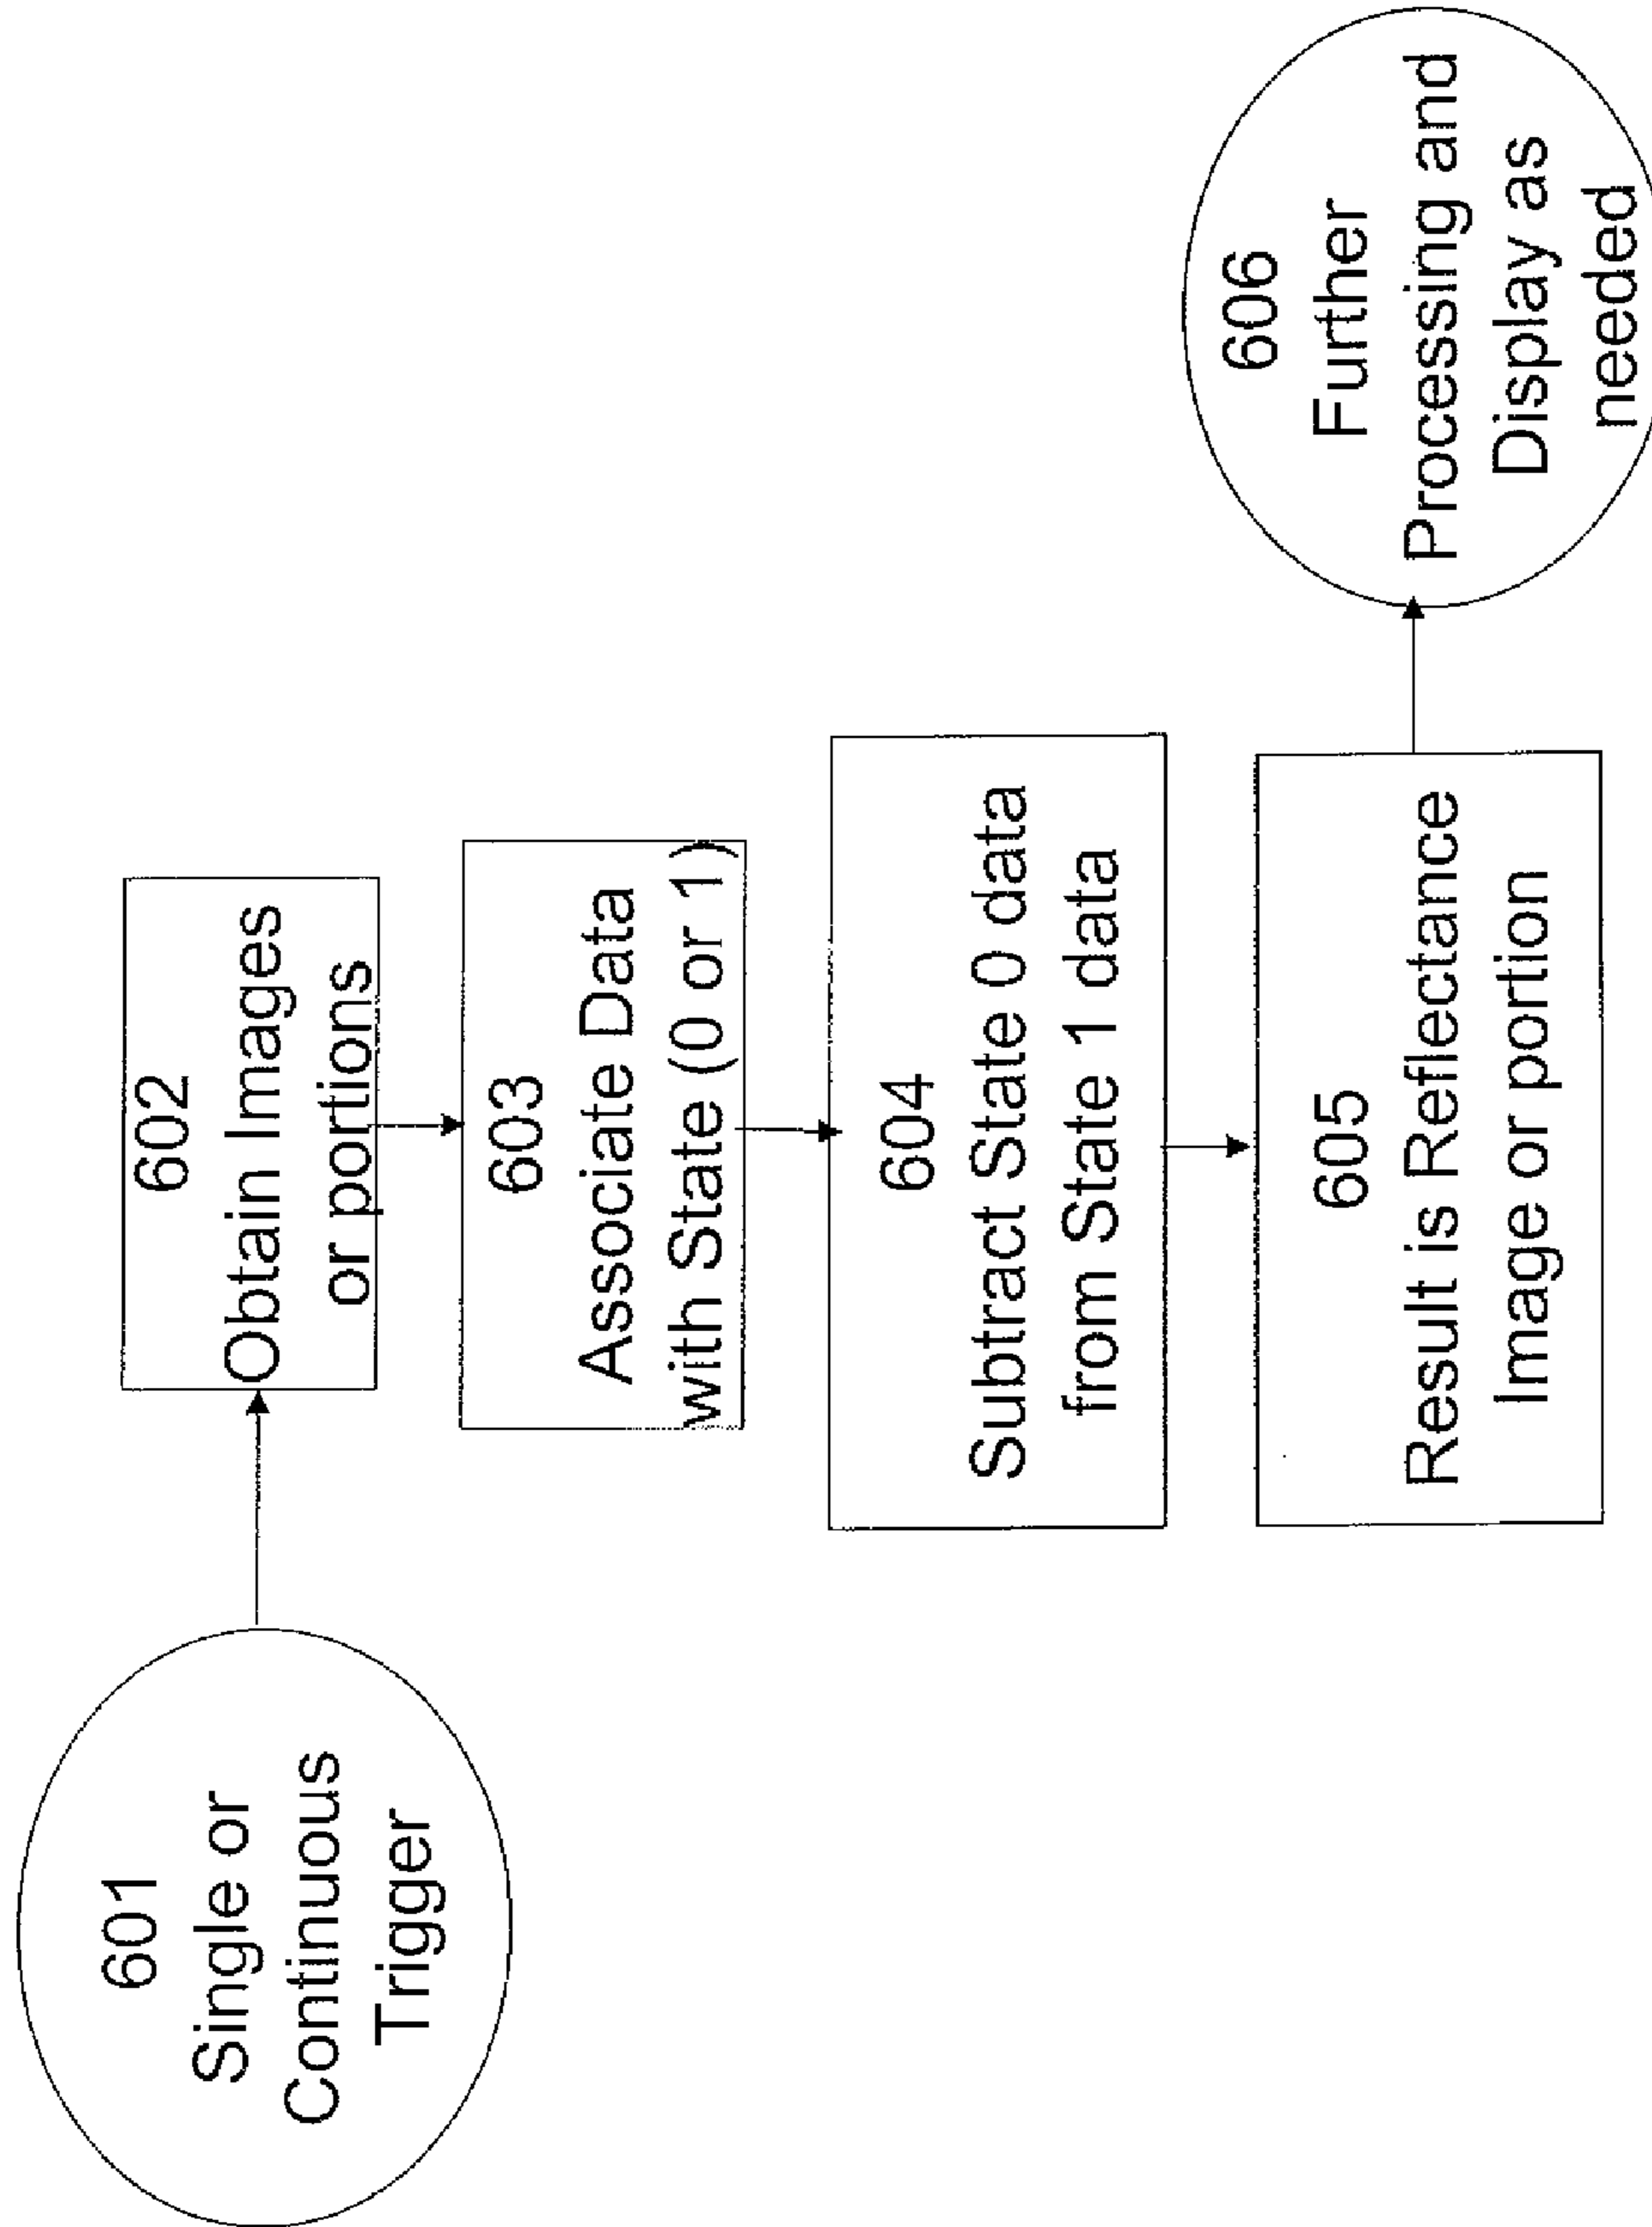 601
Single or
Continuous
Trigger
602
Obtain Images
or portions
603
Associate Data
with State (0 or 1)
604
Subtract State 0 data
from State 1 data
605
Result is Reflectance
Image or portion
606
Further
Processing and
Display as
needed